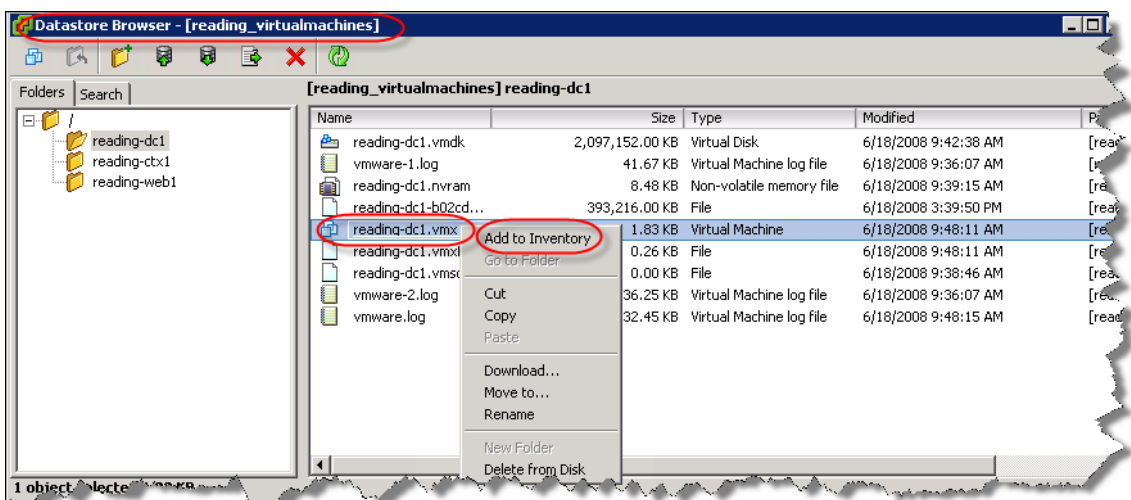 Datastore Browser - [reading_virtualmachines]
Folders Search
[reading_virtualmachines] reading-dc1
/
reading-dc1
reading-ctx1
reading-web1
Name Size Type Modified
reading-dc1.vmdk 2,097,152.00 KB Virtual Disk 6/18/2008 9:42:38 AM
vmware-1.log 41.67 KB Virtual Machine log file 6/18/2008 9:36:07 AM
reading-dc1.nvram 8.48 KB Non-volatile memory file 6/18/2008 9:39:15 AM
reading-dc1-b02cd... 393,216.00 KB File 6/18/2008 3:39:50 PM
reading-dc1.vmx 1.83 KB Virtual Machine 6/18/2008 9:48:11 AM
reading-dc1.vmx 0.26 KB File 6/18/2008 9:48:11 AM
reading-dc1.vms 0.00 KB File 6/18/2008 9:38:46 AM
vmware-2.log 36.25 KB Virtual Machine log file 6/18/2008 9:36:07 AM
vmware.log 32.45 KB Virtual Machine log file 6/18/2008 9:48:15 AM
Add to Inventory
Go to Folder
Cut
Copy
Paste
Download...
Move to...
Rename
New Folder
Delete from Disk
1 object